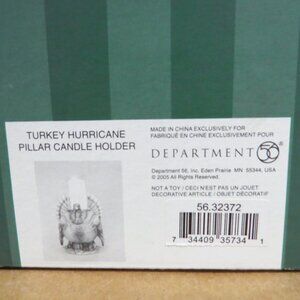 TURKEY HURRICANE
PILLAR CANDLE HOLDER
MADE IN CHINA EXCLUSIVELY FOR
FABRIQUÉ EN CHINE EXCLUSIVEMENT POUR
DEPARTMENT 56
Department 56, Inc. Eden Prairie, MN 55344, USA
© 2005 All Rights Reserved.
NOT A TOY / CECI N'EST PAS UN JOUET
DECORATIVE ARTICLE / OBJET DÉCORATIF
56.32372
7 34409 35734 1